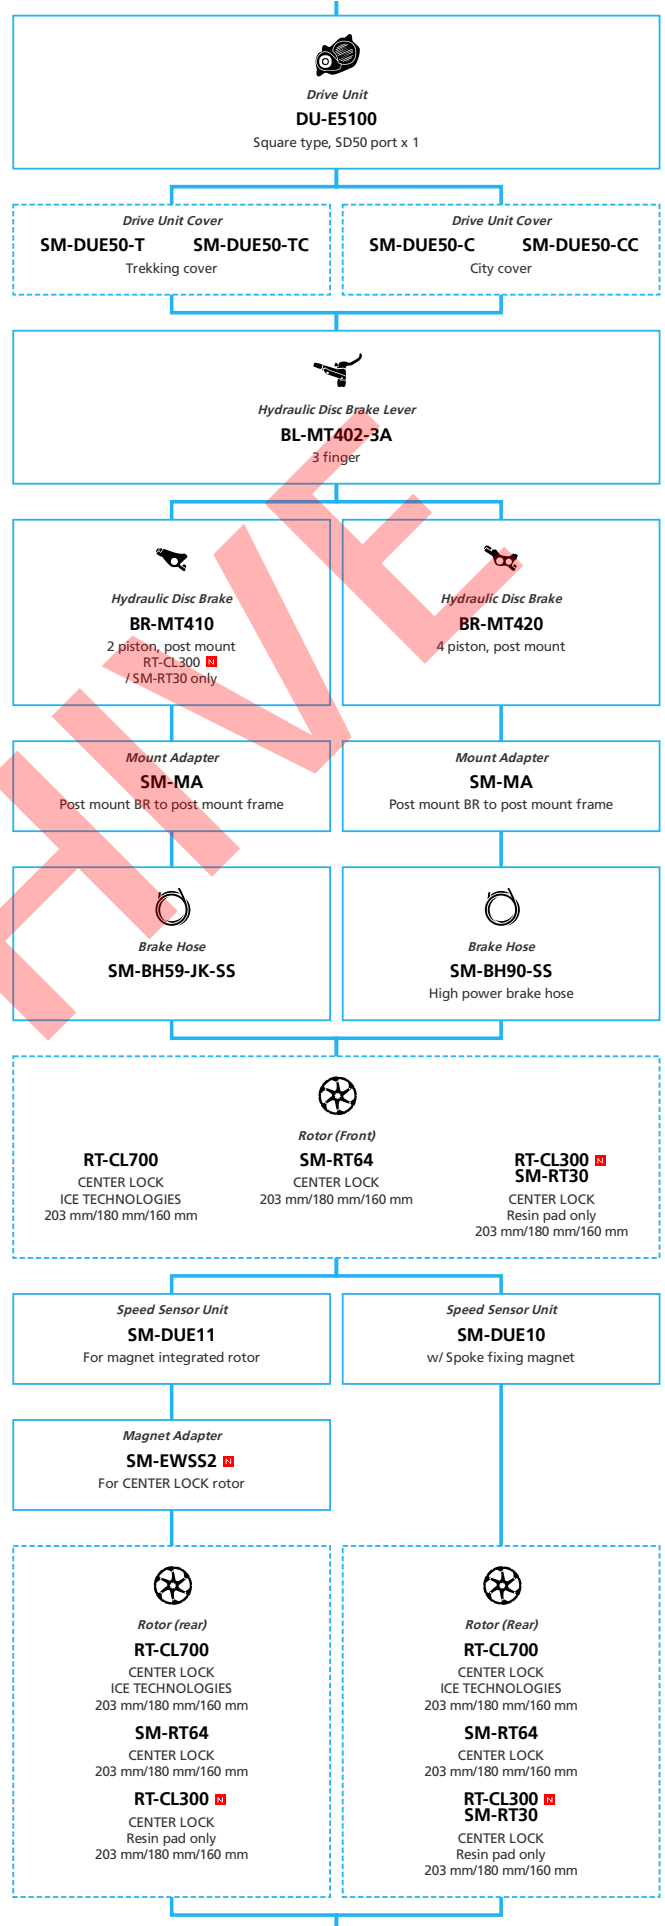 Drive Unit
DU-E5100
Square type, SD50 port x 1
Drive Unit Cover
SM-DUE50-T SM-DUE50-TC
Trekking cover
Drive Unit Cover
SM-DUE50-C SM-DUE50-CC
City cover
Hydraulic Disc Brake Lever
BL-MT402-3A
3 finger
Hydraulic Disc Brake
BR-MT410
2 piston, post mount
RT-CL300 N
/ SM-RT30 only
Hydraulic Disc Brake
BR-MT420
4 piston, post mount
Mount Adapter
SM-MA
Post mount BR to post mount frame
Mount Adapter
SM-MA
Post mount BR to post mount frame
Brake Hose
SM-BH59-JK-SS
Brake Hose
SM-BH90-SS
High power brake hose
Rotor (Front)
RT-CL700
CENTER LOCK
ICE TECHNOLOGIES
203 mm/180 mm/160 mm
SM-RT64
CENTER LOCK
203 mm/180 mm/160 mm
RT-CL300 N
SM-RT30
CENTER LOCK
Resin pad only
203 mm/180 mm/160 mm
Speed Sensor Unit
SM-DUE11
For magnet integrated rotor
Speed Sensor Unit
SM-DUE10
w/ Spoke fixing magnet
Magnet Adapter
SM-EWSS2 N
For CENTER LOCK rotor
Rotor (rear)
RT-CL700
CENTER LOCK
ICE TECHNOLOGIES
203 mm/180 mm/160 mm
SM-RT64
CENTER LOCK
203 mm/180 mm/160 mm
RT-CL300 N
CENTER LOCK
Resin pad only
203 mm/180 mm/160 mm
Rotor (Rear)
RT-CL700
CENTER LOCK
ICE TECHNOLOGIES
203 mm/180 mm/160 mm
SM-RT64
CENTER LOCK
203 mm/180 mm/160 mm
RT-CL300 N
SM-RT30
CENTER LOCK
Resin pad only
203 mm/180 mm/160 mm
HIVE